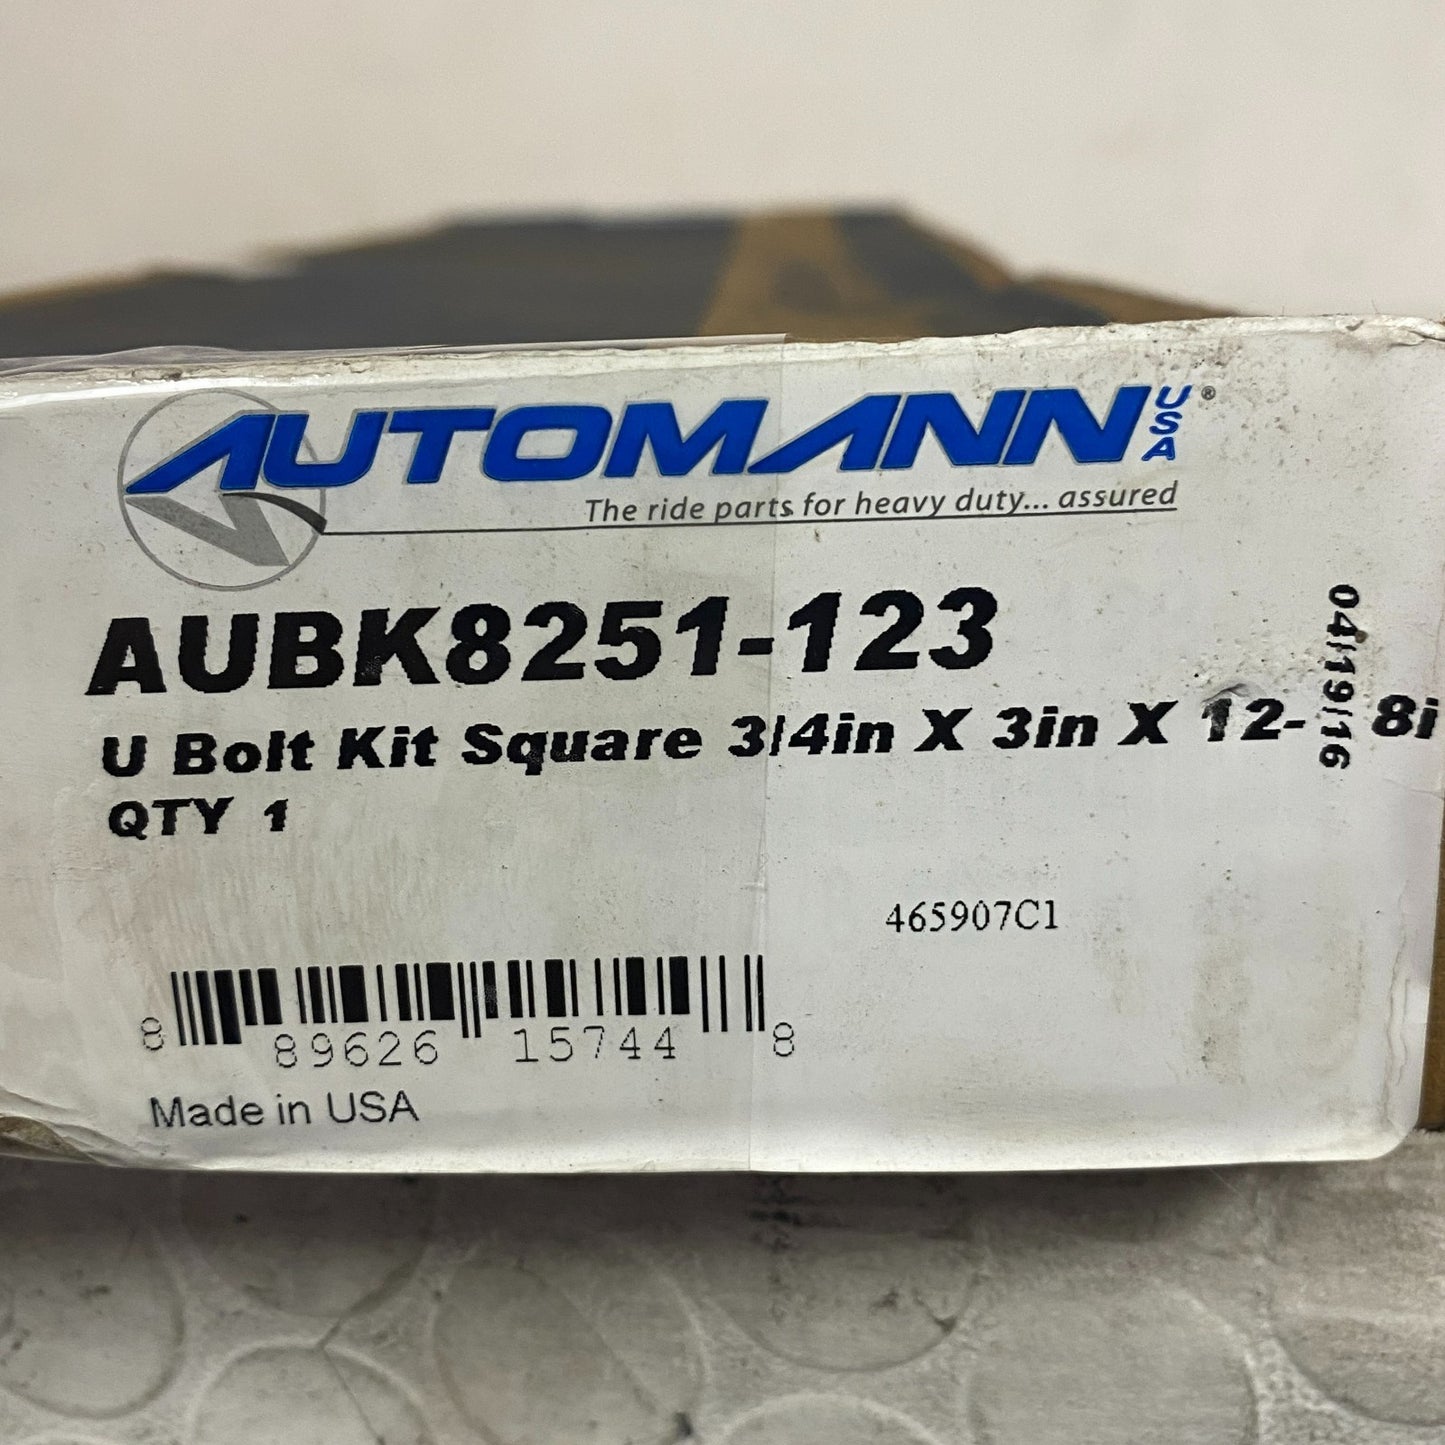 AUTOMANN USA®
The ride parts for heavy duty... assured
AUBK8251-123
U Bolt Kit Square 3/4in X 3in X 12- 8i
QTY 1
04/19/16
465907C1
8 89626 15744 8
Made in USA